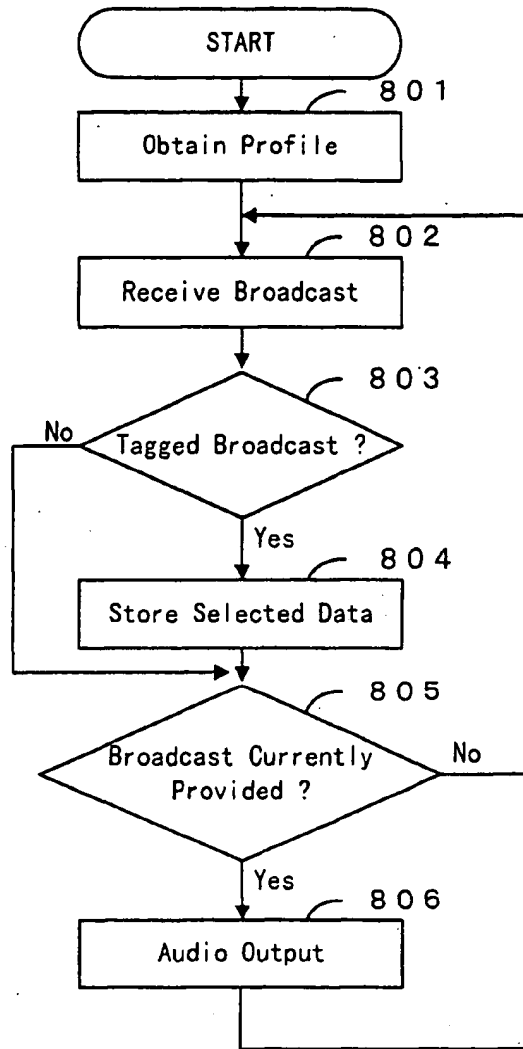 START
801
Obtain Profile
802
Receive Broadcast
803
No
Tagged Broadcast ?
Yes
804
Store Selected Data
805
Broadcast Currently
Provided ?
No
Yes
806
Audio Output